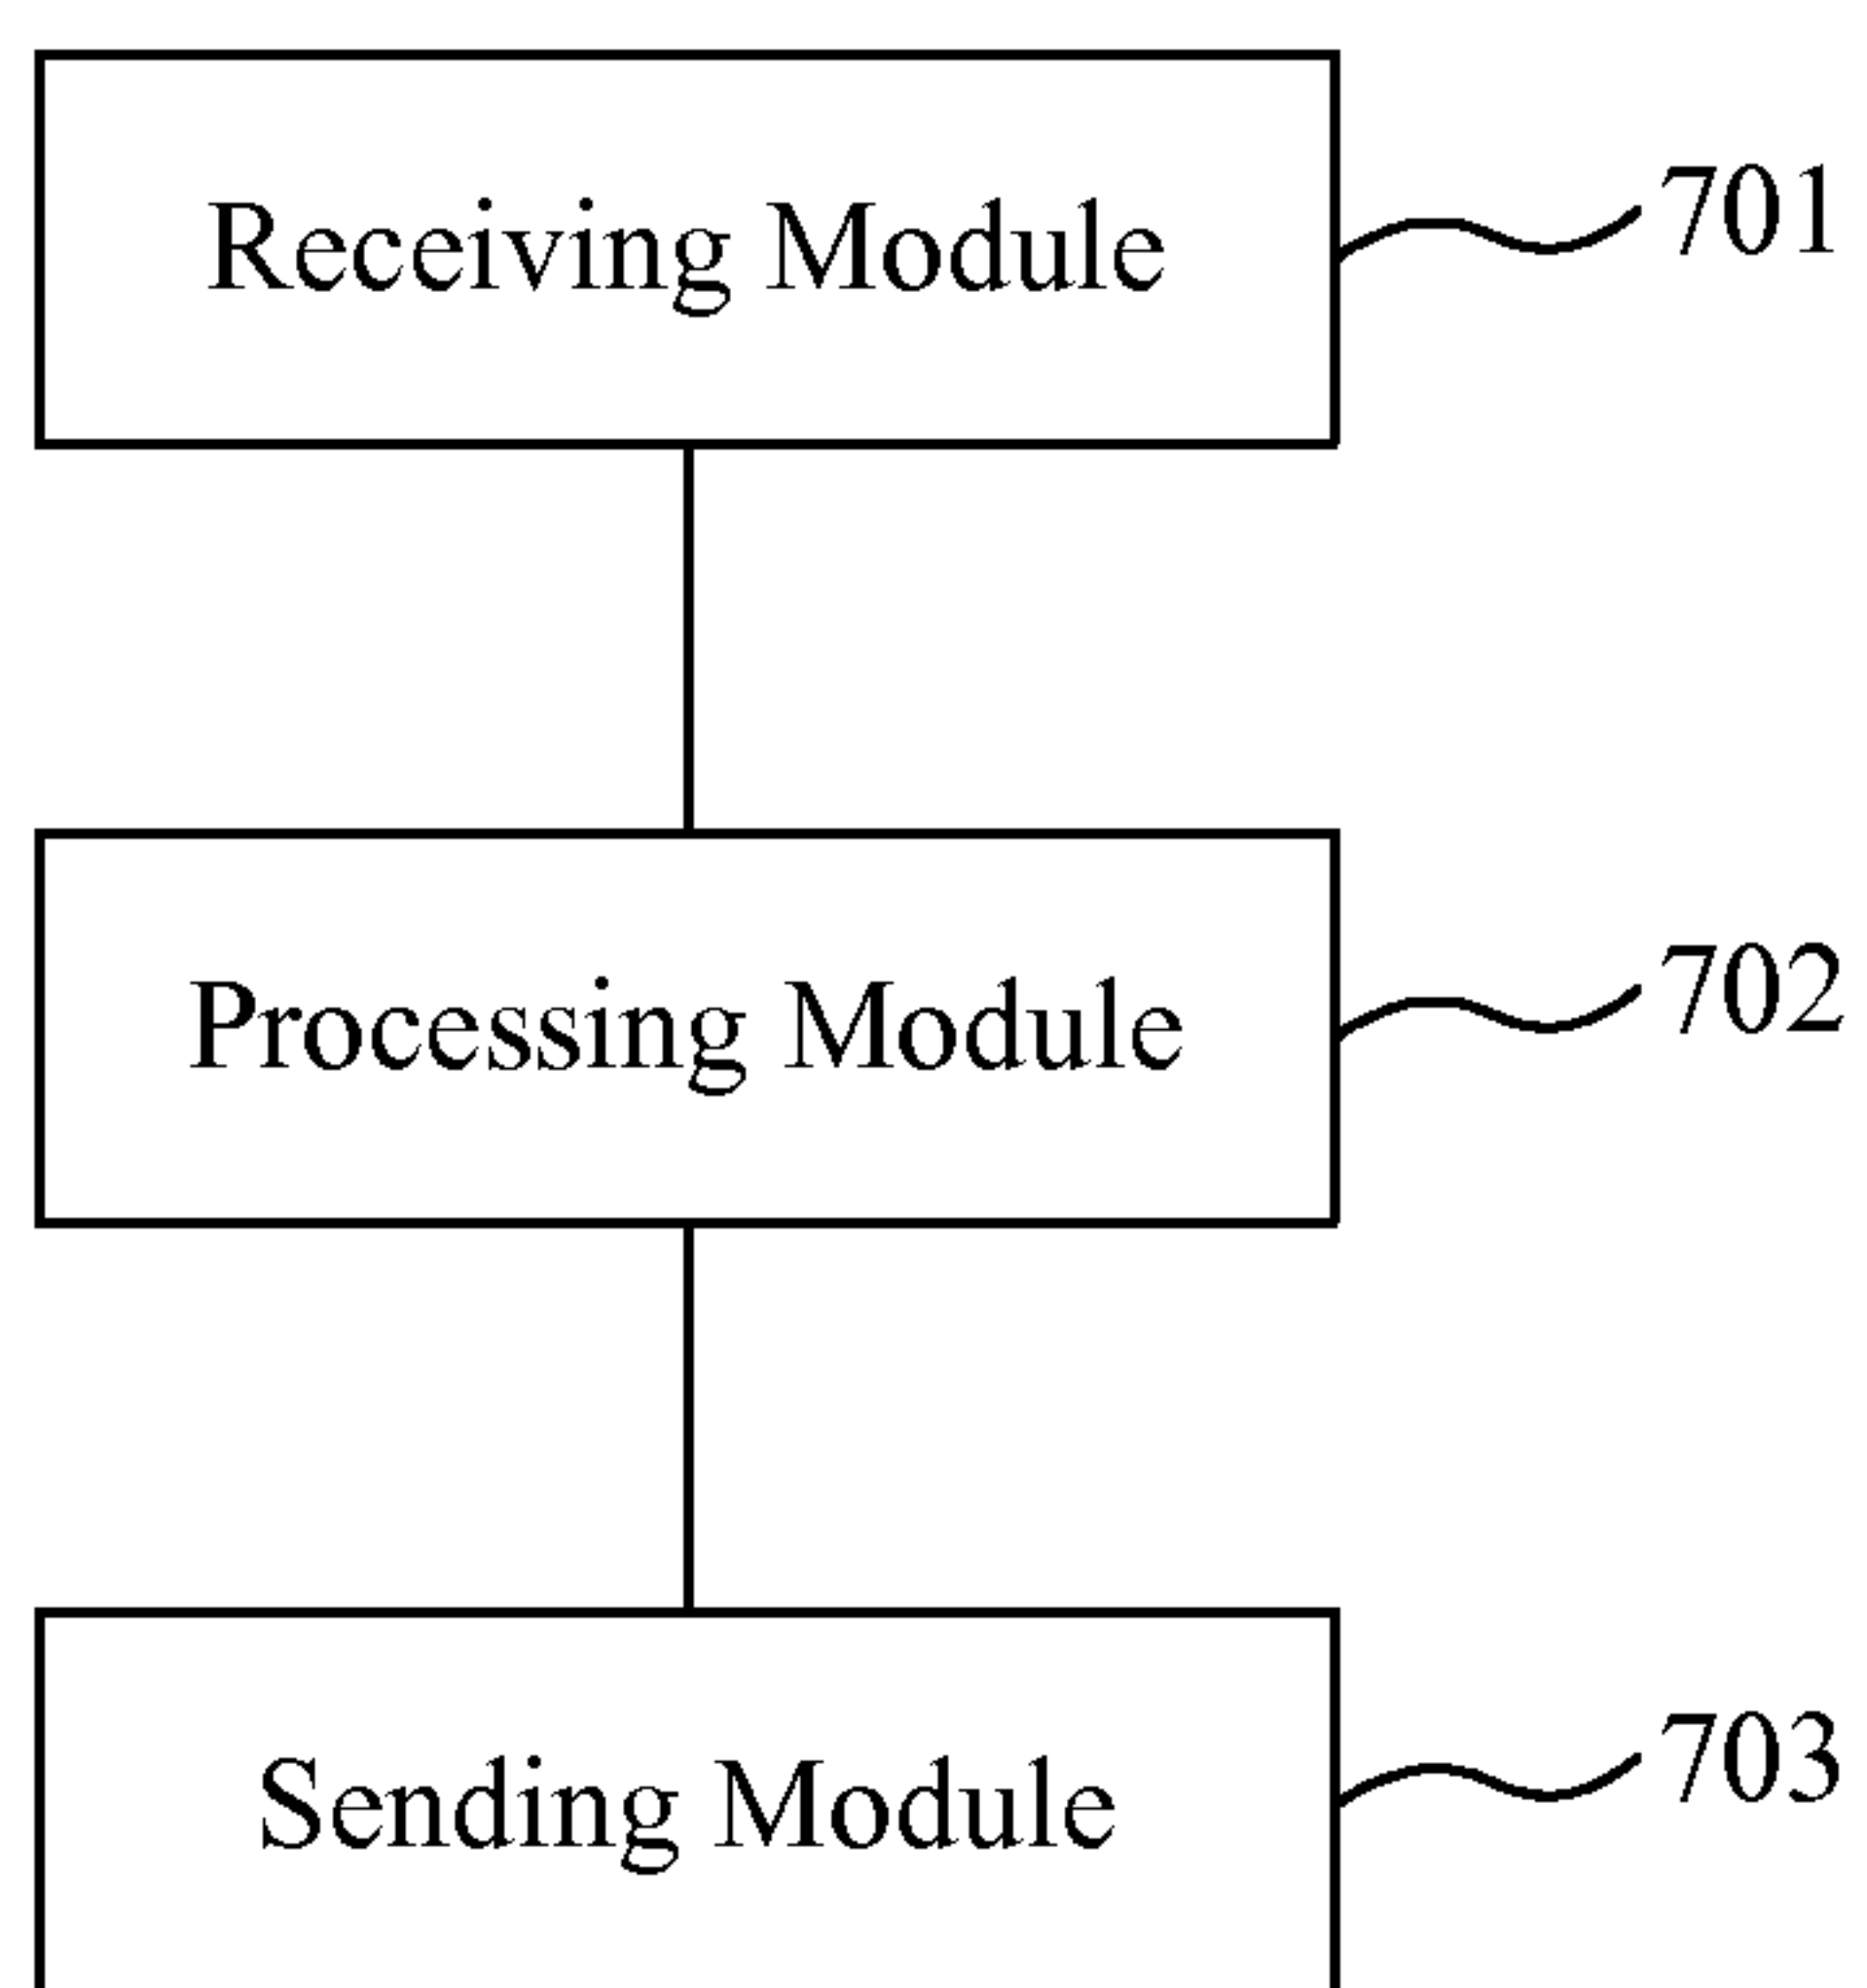 Receiving Module
701
Processing Module
702
Sending Module
703